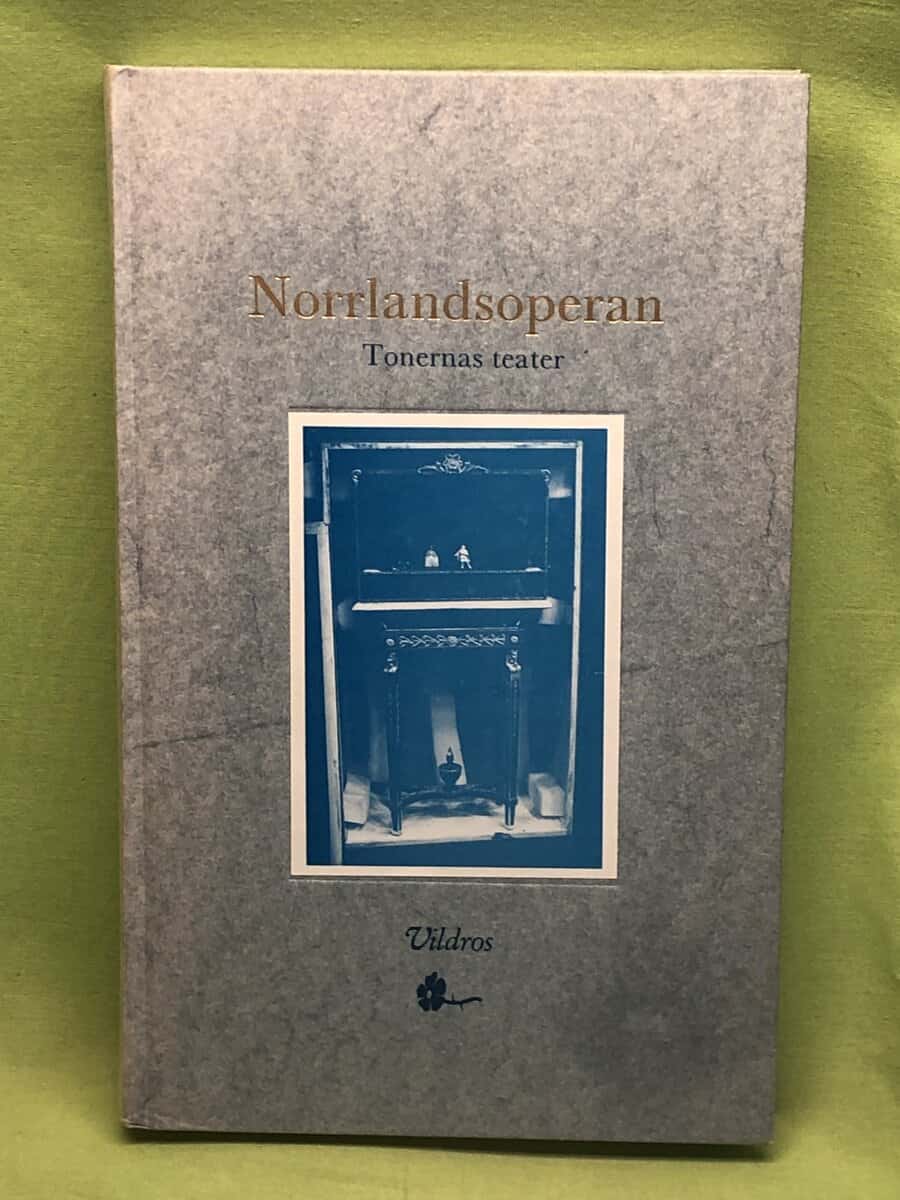 Norrlandsoperan
Tonernas teater
Vildros